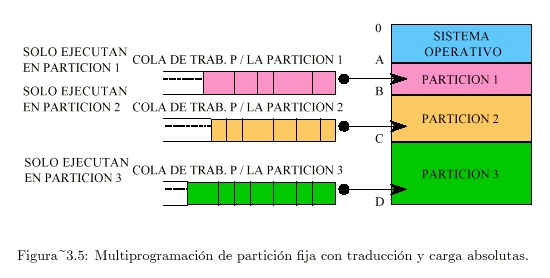 0
SISTEMA
OPERATIVO
SOLO EJECUTAN
EN PARTICION 1
COLA DE TRAB. P / LA PARTICION 1
A
PARTICION 1
B
SOLO EJECUTAN
EN PARTICION 2
COLA DE TRAB. P / LA PARTICION 2
PARTICION 2
C
SOLO EJECUTAN
EN PARTICION 3
COLA DE TRAB. P / LA PARTICION 3
PARTICION 3
D
Figura~3.5: Multiprogramación de partición fija con traducción y carga absolutas.